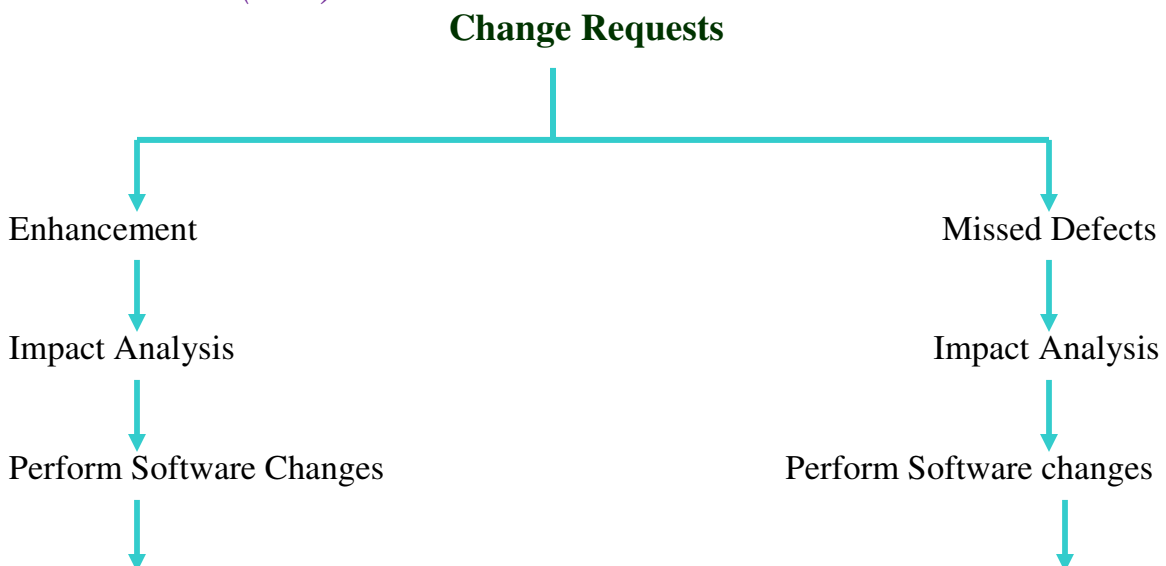 Change Requests
Enhancement Missed Defects
Impact Analysis Impact Analysis
Perform Software Changes Perform Software changes